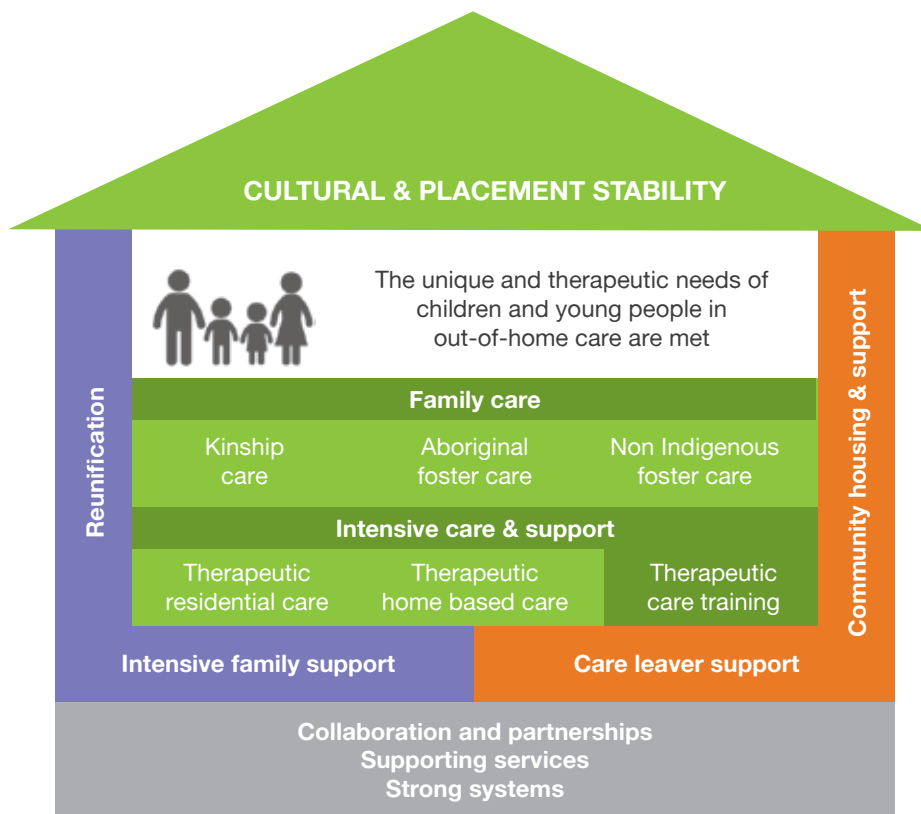 CULTURAL & PLACEMENT STABILITY
The unique and therapeutic needs of
children and young people in
out-of-home care are met
Reunification
Community housing & support
Family care
Kinship
care
Aboriginal
foster care
Non Indigenous
foster care
Intensive care & support
Therapeutic
residential care
Therapeutic
home based care
Therapeutic
care training
Intensive family support
Care leaver support
Collaboration and partnerships
Supporting services
Strong systems